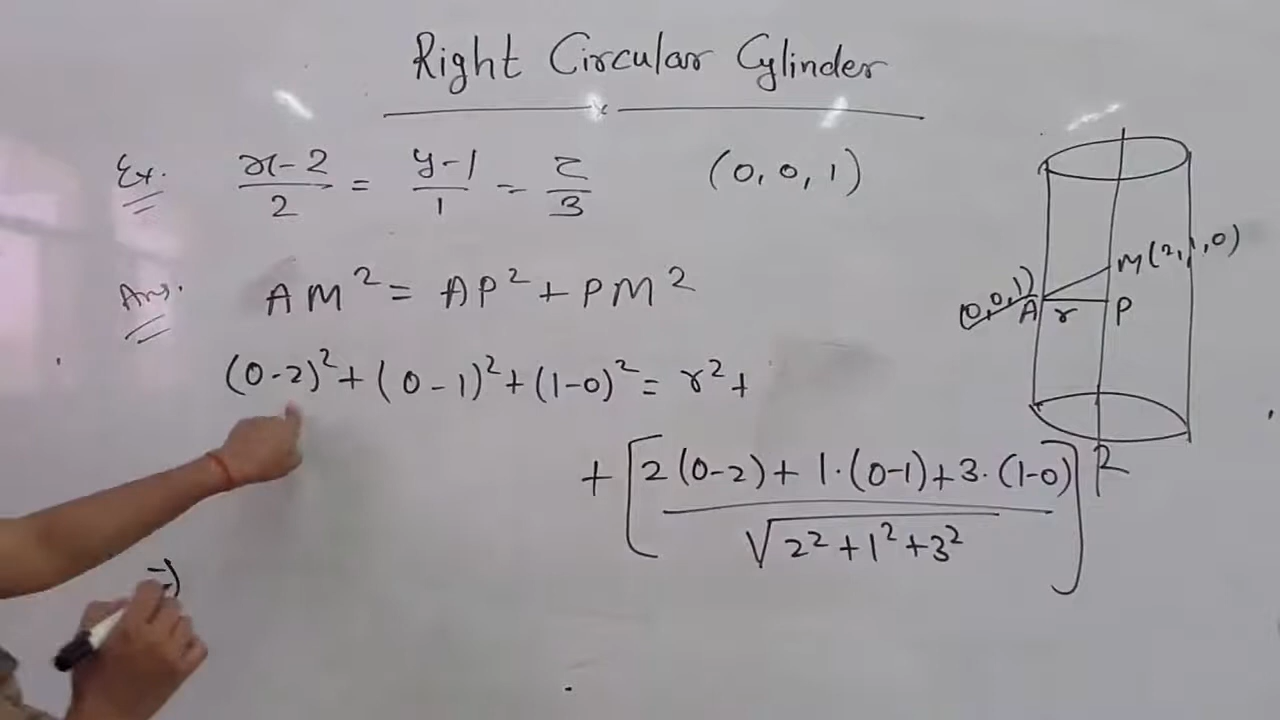 Right Circular Cylinder
Ex. (x-2)/2 = (y-1)/1 = z/3 (0, 0, 1)
Ans. AM² = AP² + PM²
(0-2)² + (0-1)² + (1-0)² = r² +
+ [(2(0-2) + 1·(0-1) + 3·(1-0))/√(2²+1²+3²)]²
⇒
M(2,1,0)
(0,0,1)
A r P